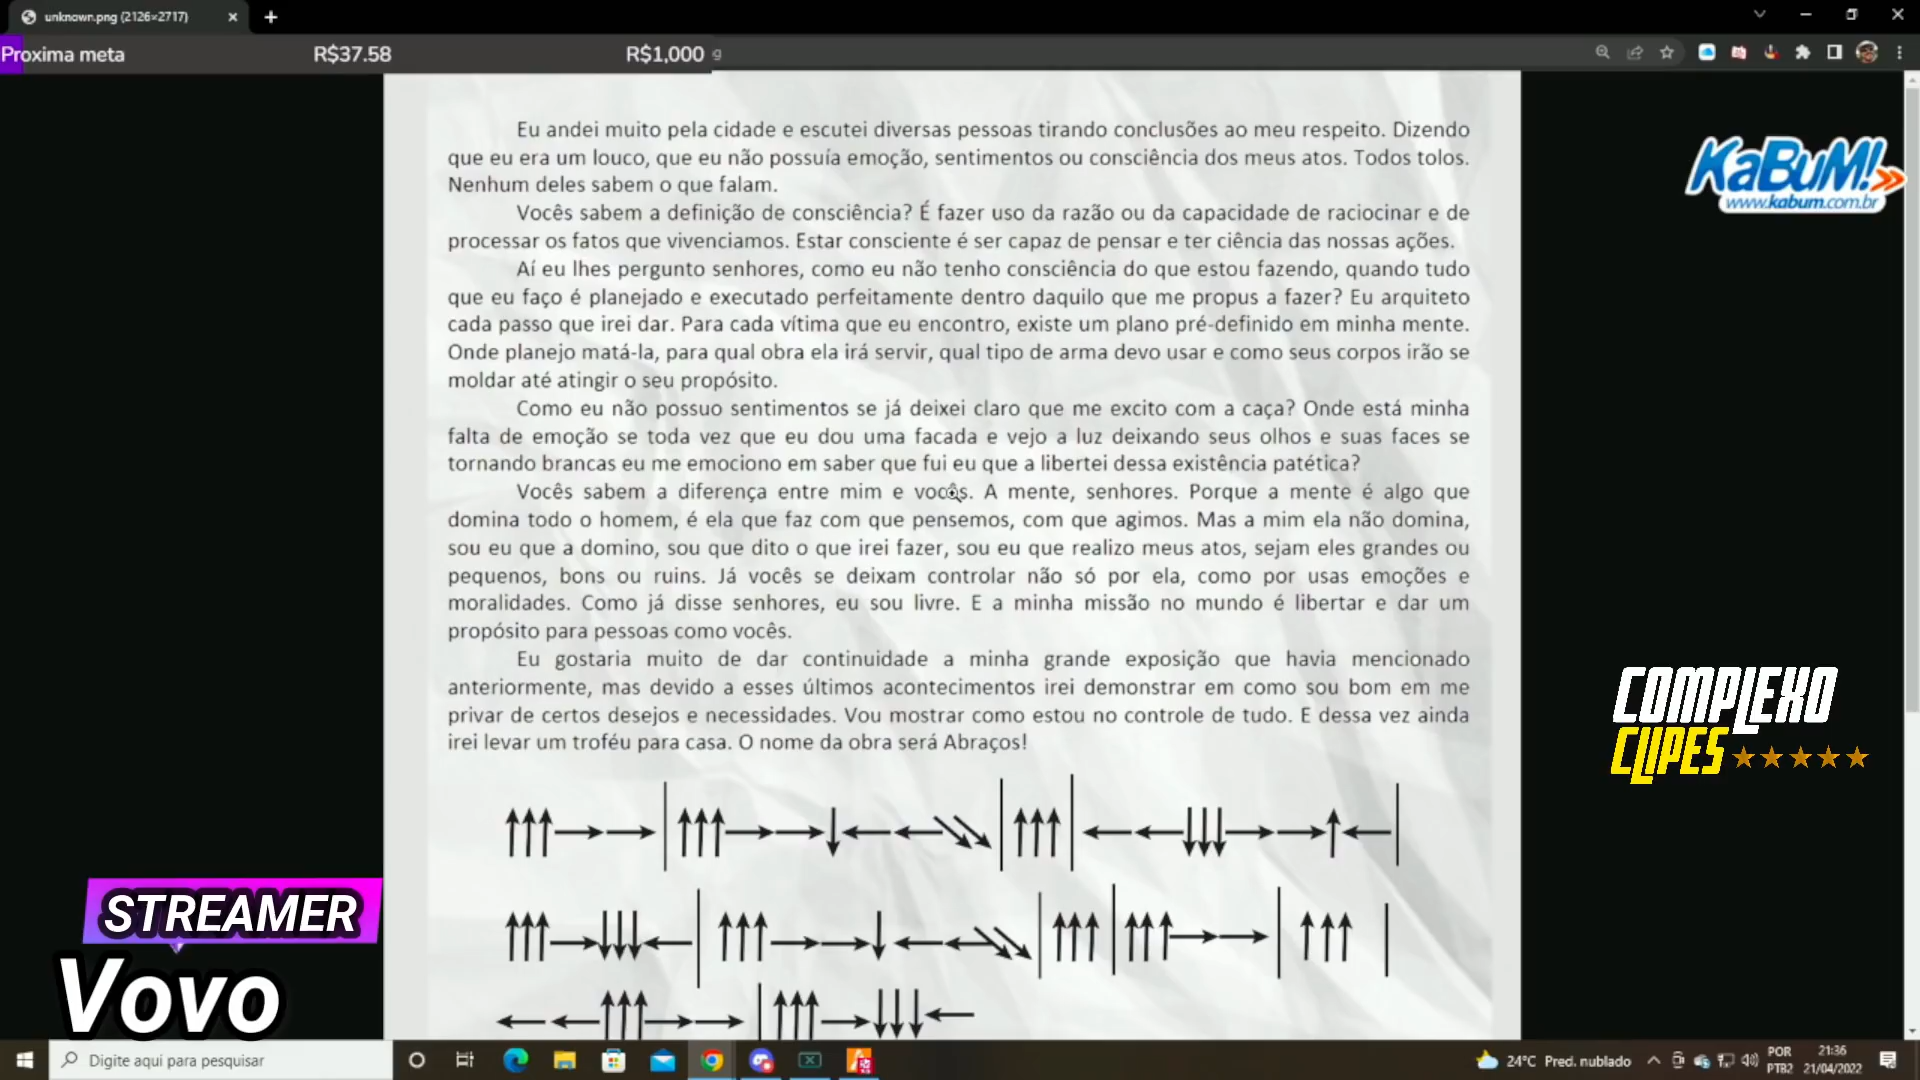 unknown.png (2126×2717)
Proxima meta R$37.58 R$1,000 g
Eu andei muito pela cidade e escutei diversas pessoas tirando conclusões ao meu respeito. Dizendo
que eu era um louco, que eu não possuía emoção, sentimentos ou consciência dos meus atos. Todos tolos.
Nenhum deles sabem o que falam.
Vocês sabem a definição de consciência? É fazer uso da razão ou da capacidade de raciocinar e de
processar os fatos que vivenciamos. Estar consciente é ser capaz de pensar e ter ciência das nossas ações.
Aí eu lhes pergunto senhores, como eu não tenho consciência do que estou fazendo, quando tudo
que eu faço é planejado e executado perfeitamente dentro daquilo que me propus a fazer? Eu arquiteto
cada passo que irei dar. Para cada vítima que eu encontro, existe um plano pré-definido em minha mente.
Onde planejo matá-la, para qual obra ela irá servir, qual tipo de arma devo usar e como seus corpos irão se
moldar até atingir o seu propósito.
Como eu não possuo sentimentos se já deixei claro que me excito com a caça? Onde está minha
falta de emoção se toda vez que eu dou uma facada e vejo a luz deixando seus olhos e suas faces se
tornando brancas eu me emociono em saber que fui eu que a libertei dessa existência patética?
Vocês sabem a diferença entre mim e vocês. A mente, senhores. Porque a mente é algo que
domina todo o homem, é ela que faz com que pensemos, com que agimos. Mas a mim ela não domina,
sou eu que a domino, sou que dito o que irei fazer, sou eu que realizo meus atos, sejam eles grandes ou
pequenos, bons ou ruins. Já vocês se deixam controlar não só por ela, como por usas emoções e
moralidades. Como já disse senhores, eu sou livre. E a minha missão no mundo é libertar e dar um
propósito para pessoas como vocês.
Eu gostaria muito de dar continuidade a minha grande exposição que havia mencionado
anteriormente, mas devido a esses últimos acontecimentos irei demonstrar em como sou bom em me
privar de certos desejos e necessidades. Vou mostrar como estou no controle de tudo. E dessa vez ainda
irei levar um troféu para casa. O nome da obra será Abraços!
KaBuM!
www.kabum.com.br
COMPLEXO
CLIPES
STREAMER
Vovo
Digite aqui para pesquisar
24°C Pred. nublado
POR
PTB2
21:36
21/04/2022